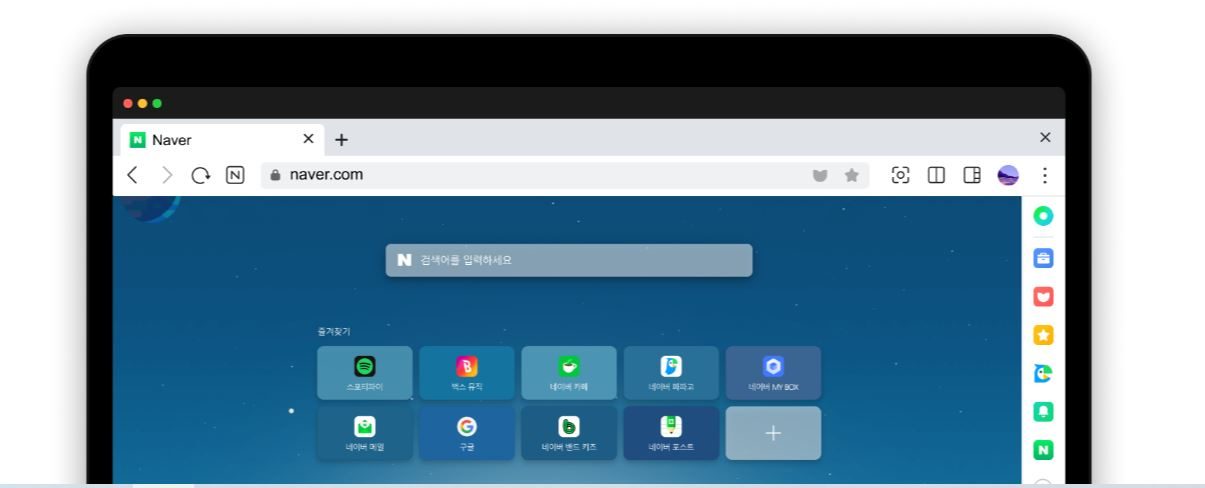 N Naver
N
naver.com
N 검색어를 입력하세요
즐겨찾기
스포티파이
벅스 뮤직
네이버 카페
네이버 파파고
네이버 MY BOX
네이버 메일
구글
네이버 밴드 키즈
네이버 포스트
N